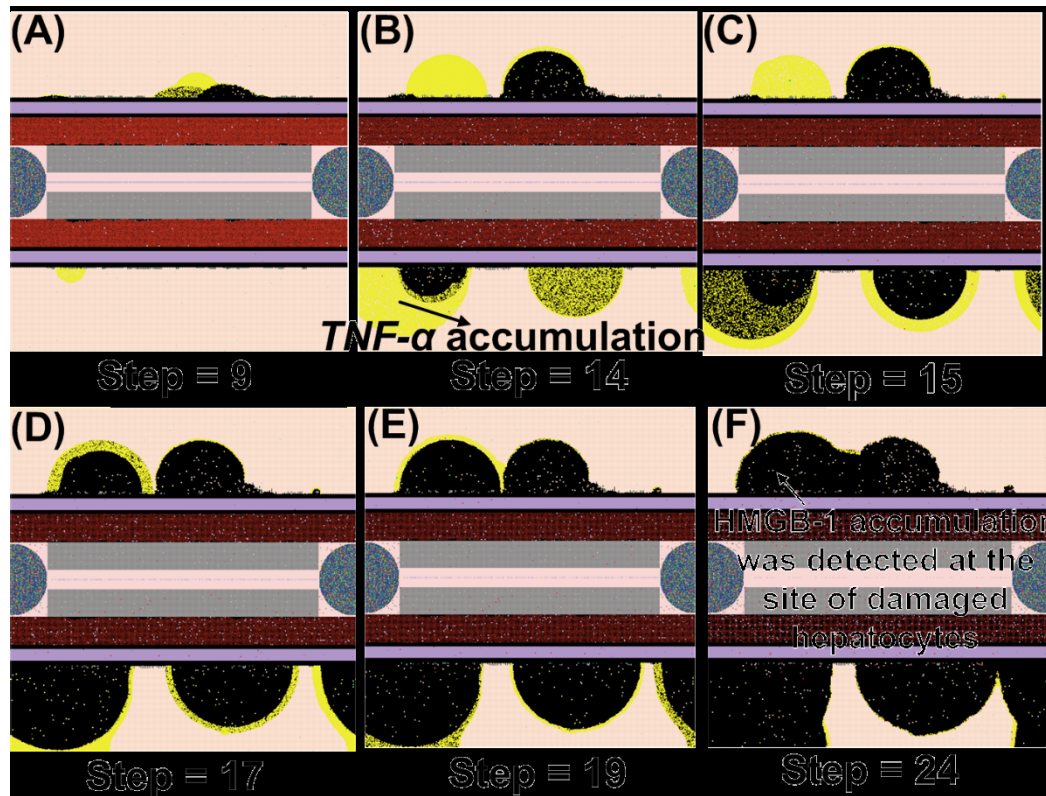 (A)
(B)
(C)
TNF-α accumulation
Step = 9
Step = 14
Step = 15
(D)
(E)
(F)
HMGB-1 accumulation
was detected at the
site of damaged
hepatocytes
Step = 17
Step = 19
Step = 24